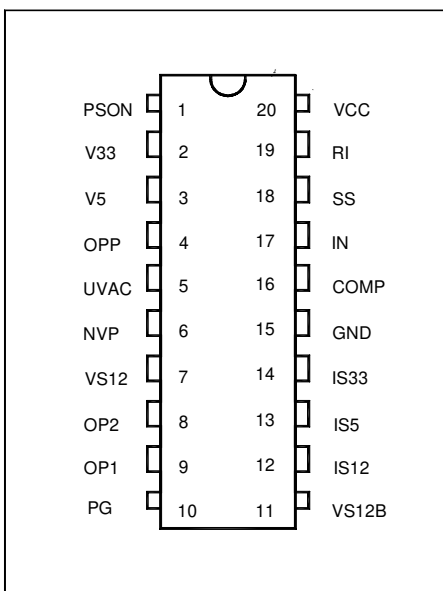 PSON 1 20 VCC
V33 2 19 RI
V5 3 18 SS
OPP 4 17 IN
UVAC 5 16 COMP
NVP 6 15 GND
VS12 7 14 IS33
OP2 8 13 IS5
OP1 9 12 IS12
PG 10 11 VS12B